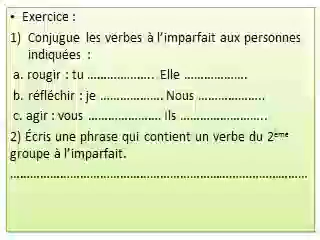 • Exercice :
1) Conjugue les verbes à l’imparfait aux personnes
indiquées :
a. rougir : tu ………………… Elle ……………….
b. réfléchir : je ………………. Nous ………………..
c. agir : vous …………………. Ils ……………………..
2) Écris une phrase qui contient un verbe du 2ème
groupe à l’imparfait.
………………………………………………………………………………